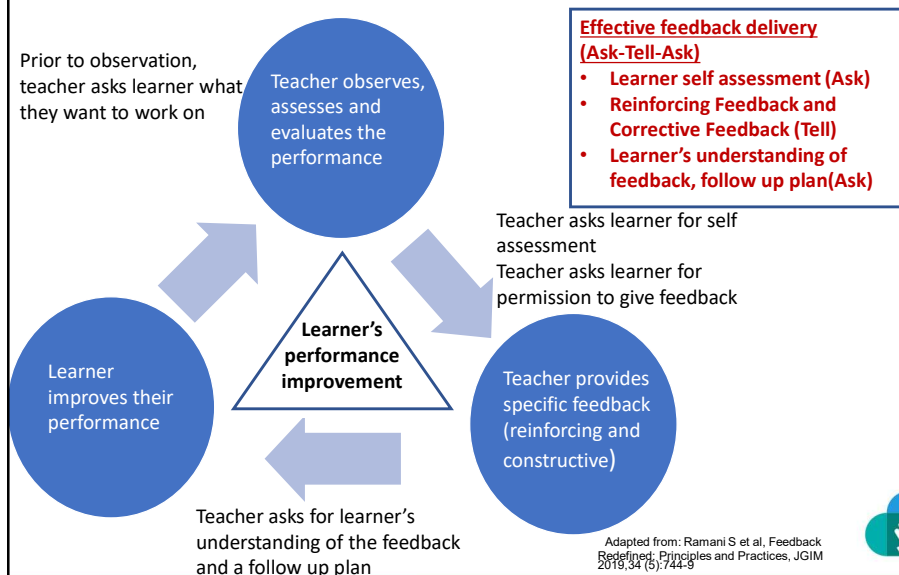 Prior to observation,
teacher asks learner what
they want to work on
Teacher observes,
assesses and
evaluates the
performance
Effective feedback delivery
(Ask-Tell-Ask)
• Learner self assessment (Ask)
• Reinforcing Feedback and
Corrective Feedback (Tell)
• Learner's understanding of
feedback, follow up plan(Ask)
Teacher asks learner for self
assessment
Teacher asks learner for
permission to give feedback
Learner's
performance
improvement
Learner
improves their
performance
Teacher provides
specific feedback
(reinforcing and
constructive)
Teacher asks for learner's
understanding of the feedback
and a follow up plan
Adapted from: Ramani S et al, Feedback
Redefined: Principles and Practices, JGIM
2019,34 (5):744-9